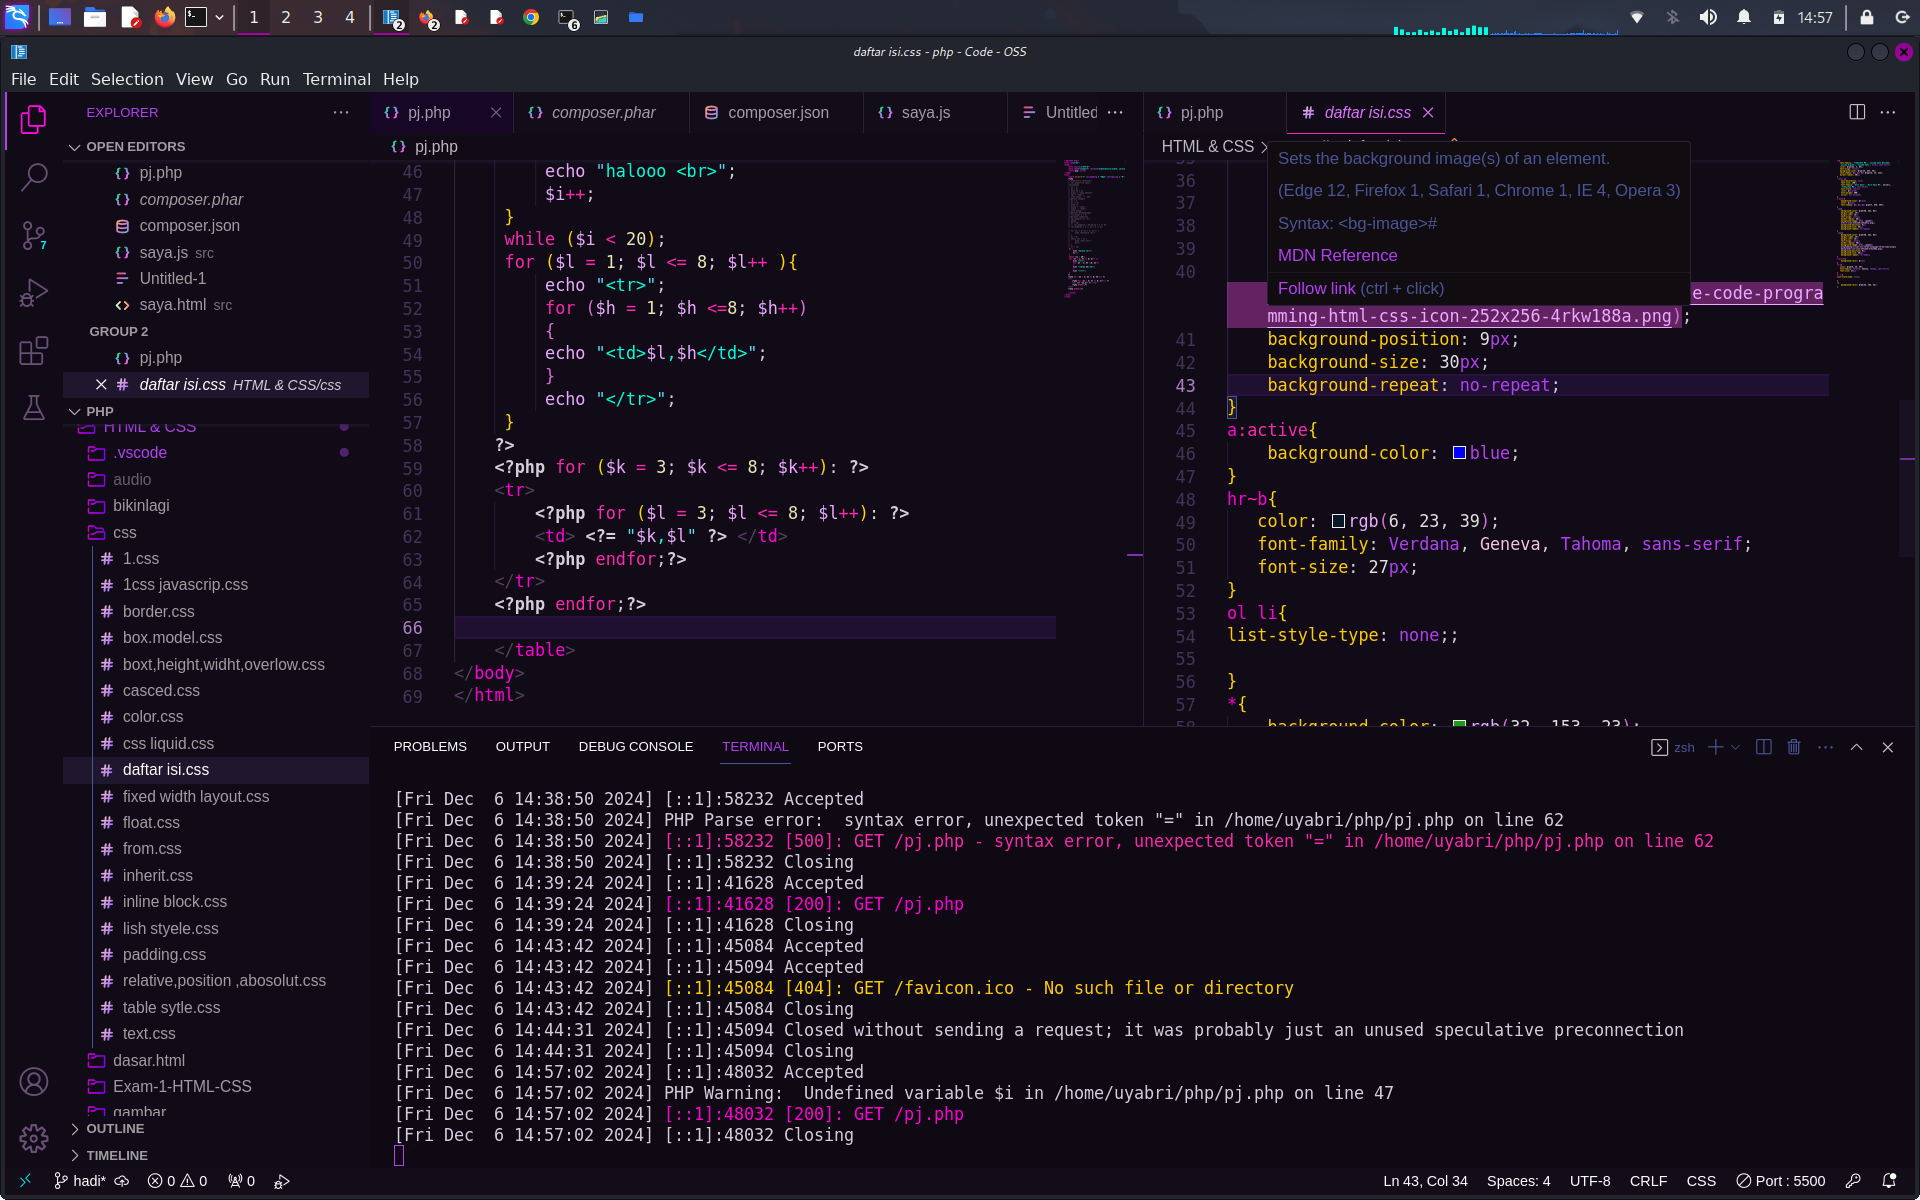 1 2 3 4
2 2 6
14:57
daftar isi.css - php - Code - OSS
File Edit Selection View Go Run Terminal Help
EXPLORER
OPEN EDITORS
pj.php
composer.phar
composer.json
saya.js src
Untitled-1
saya.html src
GROUP 2
pj.php
daftar isi.css HTML & CSS/css
PHP
HTML & CSS
.vscode
audio
bikinlagi
css
1.css
1css javascrip.css
border.css
box.model.css
boxt,height,widht,overlow.css
casced.css
color.css
css liquid.css
daftar isi.css
fixed width layout.css
float.css
from.css
inherit.css
inline block.css
lish styele.css
padding.css
relative,position ,abosolut.css
table sytle.css
text.css
dasar.html
Exam-1-HTML-CSS
gambar
OUTLINE
TIMELINE
7
pj.php composer.phar composer.json saya.js Untitled
pj.php
46 echo "halooo <br>";
47 $i++;
48 }
49 while ($i < 20);
50 for ($l = 1; $l <= 8; $l++ ){
51 echo "<tr>";
52 for ($h = 1; $h <=8; $h++)
53 {
54 echo "<td>$l,$h</td>";
55 }
56 echo "</tr>";
57 }
58 ?>
59 <?php for ($k = 3; $k <= 8; $k++): ?>
60 <tr>
61 <?php for ($l = 3; $l <= 8; $l++): ?>
62 <td> <?= "$k,$l" ?> </td>
63 <?php endfor;?>
64 </tr>
65 <?php endfor;?>
66
67 </table>
68 </body>
69 </html>
pj.php daftar isi.css
HTML & CSS
Sets the background image(s) of an element.
(Edge 12, Firefox 1, Safari 1, Chrome 1, IE 4, Opera 3)
Syntax: <bg-image>#
MDN Reference
Follow link (ctrl + click)
36
37
38
39
40
e-code-progra
mming-html-css-icon-252x256-4rkw188a.png);
41 background-position: 9px;
42 background-size: 30px;
43 background-repeat: no-repeat;
44 }
45 a:active{
46 background-color: blue;
47 }
48 hr~b{
49 color: rgb(6, 23, 39);
50 font-family: Verdana, Geneva, Tahoma, sans-serif;
51 font-size: 27px;
52 }
53 ol li{
54 list-style-type: none;;
55
56 }
57 *{
58 background-color: rgb(32, 153, 23);
PROBLEMS OUTPUT DEBUG CONSOLE TERMINAL PORTS
zsh
[Fri Dec  6 14:38:50 2024] [::1]:58232 Accepted
[Fri Dec  6 14:38:50 2024] PHP Parse error:  syntax error, unexpected token "=" in /home/uyabri/php/pj.php on line 62
[Fri Dec  6 14:38:50 2024] [::1]:58232 [500]: GET /pj.php - syntax error, unexpected token "=" in /home/uyabri/php/pj.php on line 62
[Fri Dec  6 14:38:50 2024] [::1]:58232 Closing
[Fri Dec  6 14:39:24 2024] [::1]:41628 Accepted
[Fri Dec  6 14:39:24 2024] [::1]:41628 [200]: GET /pj.php
[Fri Dec  6 14:39:24 2024] [::1]:41628 Closing
[Fri Dec  6 14:43:42 2024] [::1]:45084 Accepted
[Fri Dec  6 14:43:42 2024] [::1]:45094 Accepted
[Fri Dec  6 14:43:42 2024] [::1]:45084 [404]: GET /favicon.ico - No such file or directory
[Fri Dec  6 14:43:42 2024] [::1]:45084 Closing
[Fri Dec  6 14:44:31 2024] [::1]:45094 Closed without sending a request; it was probably just an unused speculative preconnection
[Fri Dec  6 14:44:31 2024] [::1]:45094 Closing
[Fri Dec  6 14:57:02 2024] [::1]:48032 Accepted
[Fri Dec  6 14:57:02 2024] PHP Warning:  Undefined variable $i in /home/uyabri/php/pj.php on line 47
[Fri Dec  6 14:57:02 2024] [::1]:48032 [200]: GET /pj.php
[Fri Dec  6 14:57:02 2024] [::1]:48032 Closing
hadi* 0 0 0
Ln 43, Col 34 Spaces: 4 UTF-8 CRLF CSS Port : 5500